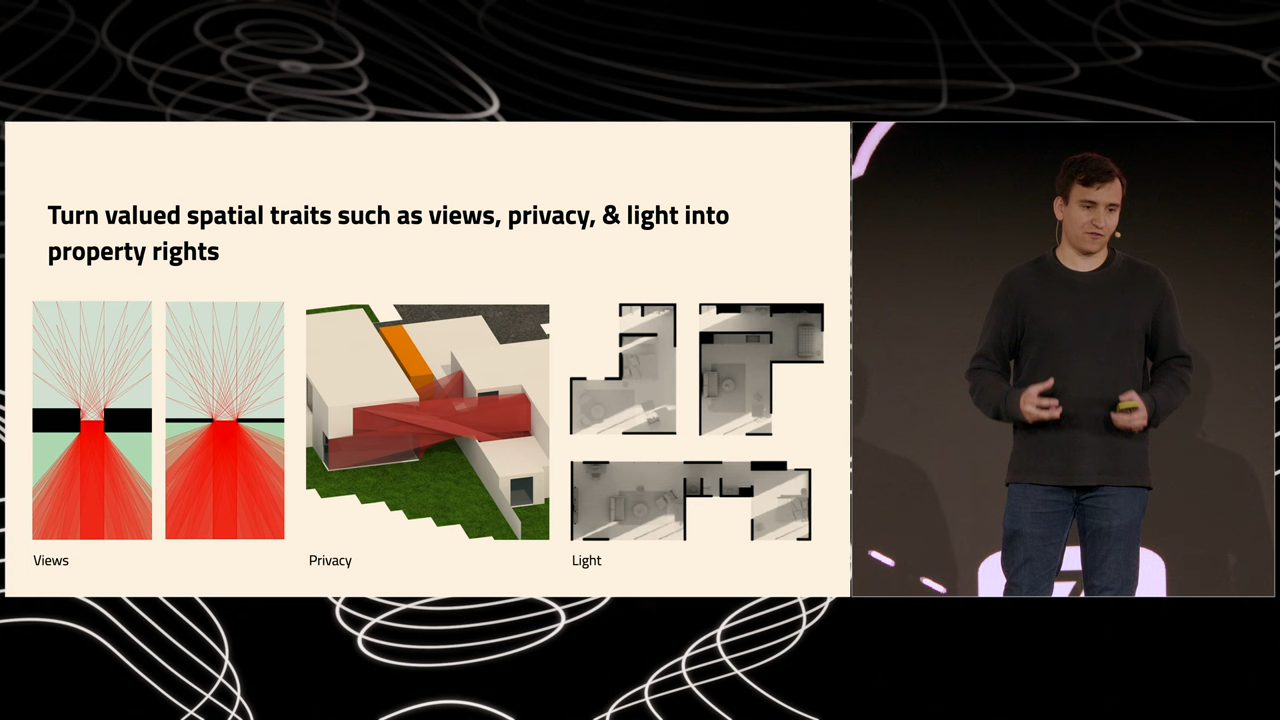 Turn valued spatial traits such as views, privacy, & light into
property rights
Views
Privacy
Light